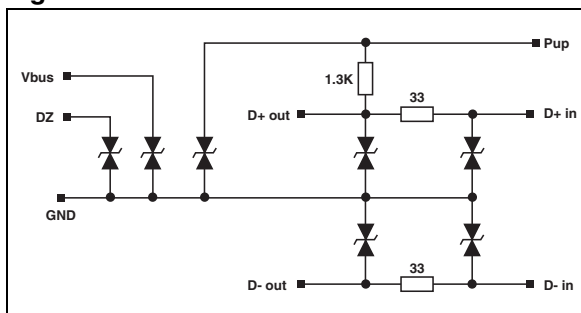 Pup
Vbus
1.3K
33
DZ
D+ out
D+ in
GND
33
D- out
D- in